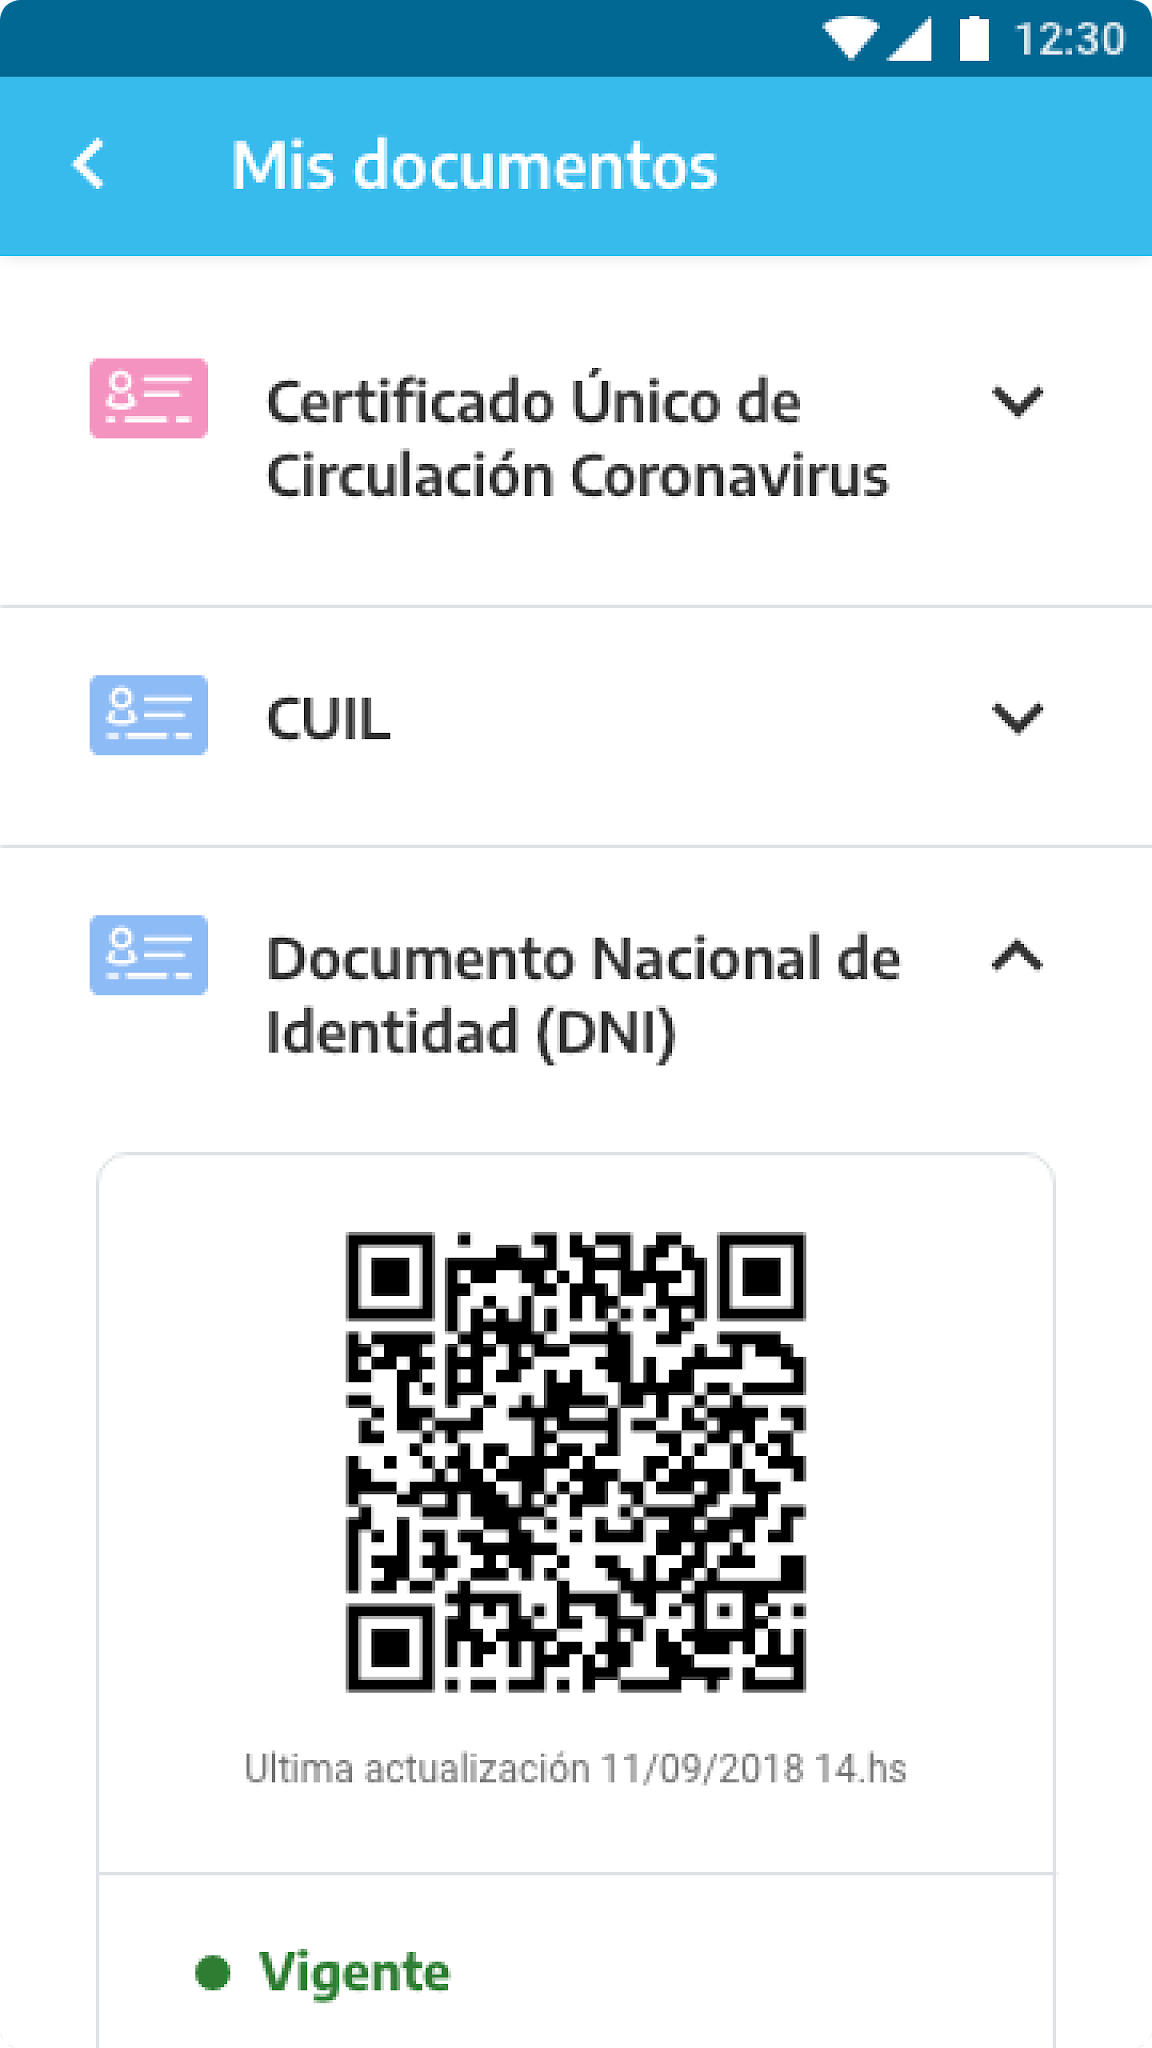 12:30
Mis documentos
Certificado Único de
Circulación Coronavirus
CUIL
Documento Nacional de
Identidad (DNI)
Ultima actualización 11/09/2018 14.hs
Vigente